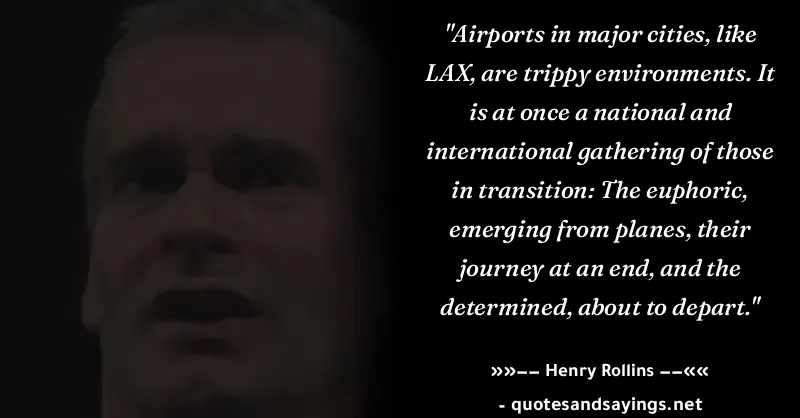 "Airports in major cities, like
LAX, are trippy environments. It
is at once a national and
international gathering of those
in transition: The euphoric,
emerging from planes, their
journey at an end, and the
determined, about to depart."
»»−− Henry Rollins −−««
- quotesandsayings.net